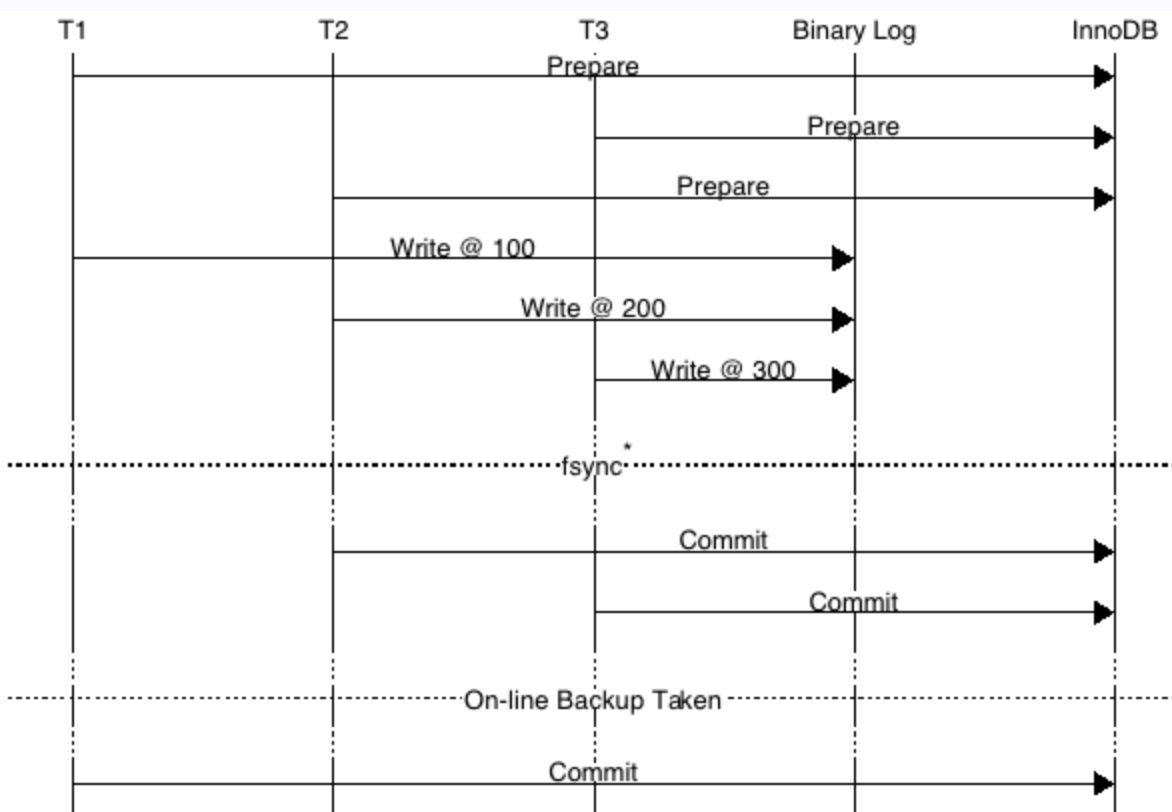 T1 T2 T3 Binary Log InnoDB
Prepare
Prepare
Prepare
Write @ 100
Write @ 200
Write @ 300
fsync*
Commit
Commit
On-line Backup Taken
Commit